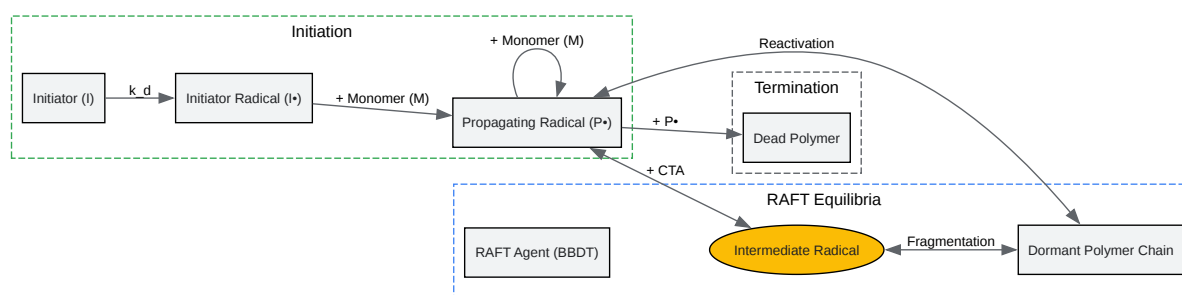 Initiation
+ Monomer (M)
Reactivation
Initiator (I)
k_d
Initiator Radical (I•)
+ Monomer (M)
Propagating Radical (P•)
+ P•
Termination
Dead Polymer
+ CTA
RAFT Equilibria
RAFT Agent (BBDT)
Intermediate Radical
Fragmentation
Dormant Polymer Chain